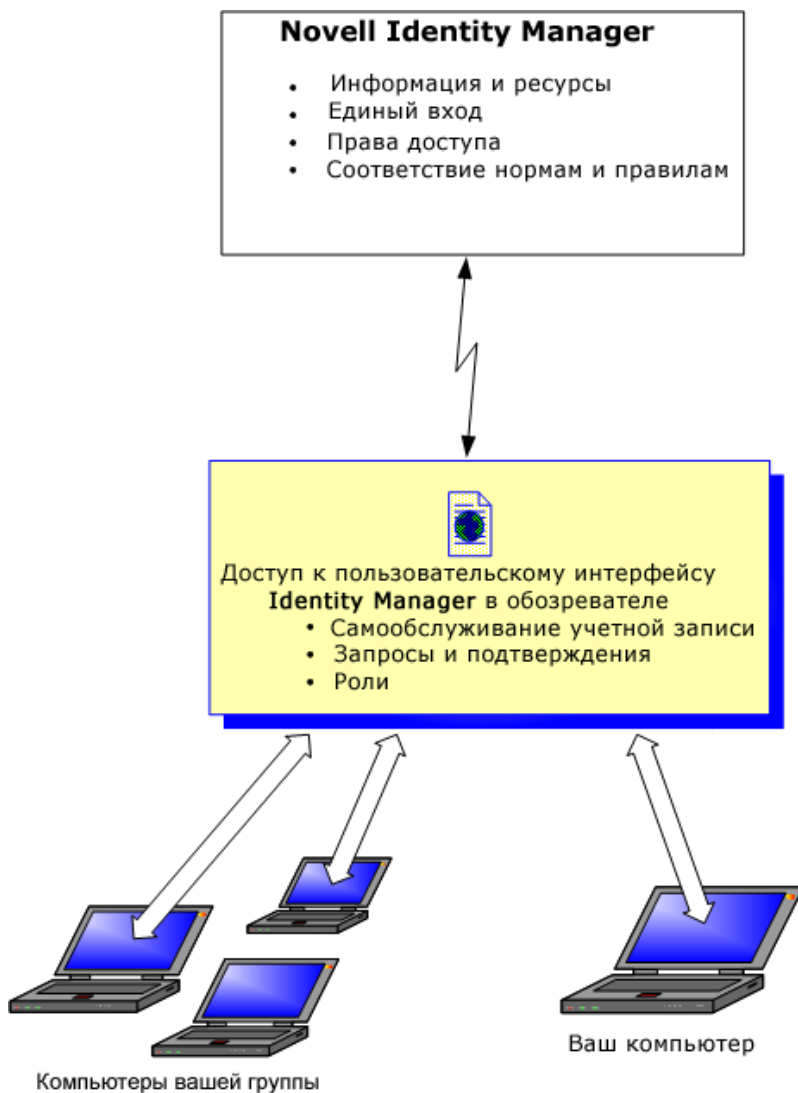 Novell Identity Manager
• Информация и ресурсы
• Единый вход
• Права доступа
• Соответствие нормам и правилам
Доступ к пользовательскому интерфейсу
Identity Manager в обозревателе
• Самообслуживание учетной записи
• Запросы и подтверждения
• Роли
Ваш компьютер
Компьютеры вашей группы